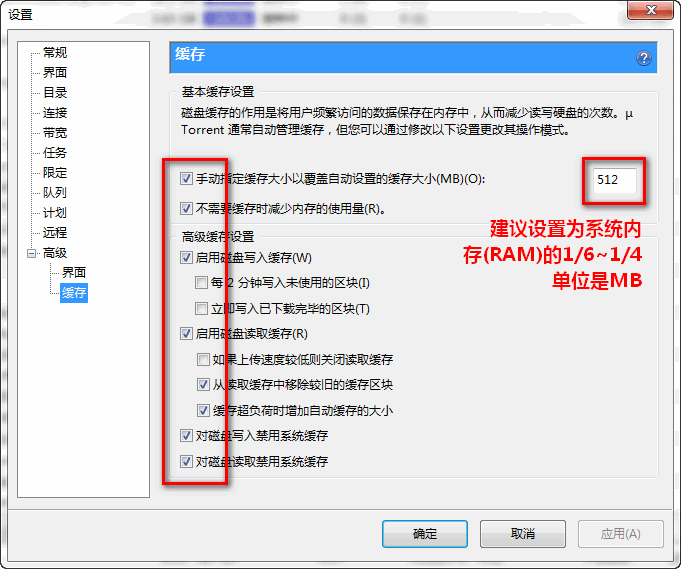 设置
常规
界面
目录
连接
带宽
任务
限定
队列
计划
远程
高级
界面
缓存
缓存
基本缓存设置
磁盘缓存的作用是将用户频繁访问的数据保存在内存中，从而减少读写硬盘的次数。μ
Torrent 通常自动管理缓存，但您可以通过修改以下设置更改其操作模式。
手动指定缓存大小以覆盖自动设置的缓存大小(MB)(O):
512
不需要缓存时减少内存的使用量(R)。
建议设置为系统内
存(RAM)的1/6~1/4
单位是MB
高级缓存设置
启用磁盘写入缓存(W)
每 2 分钟写入未使用的区块(I)
立即写入已下载完毕的区块(T)
启用磁盘读取缓存(R)
如果上传速度较低则关闭读取缓存
从读取缓存中移除较旧的缓存区块
缓存超负荷时增加自动缓存的大小
对磁盘写入禁用系统缓存
对磁盘读取禁用系统缓存
确定
取消
应用(A)